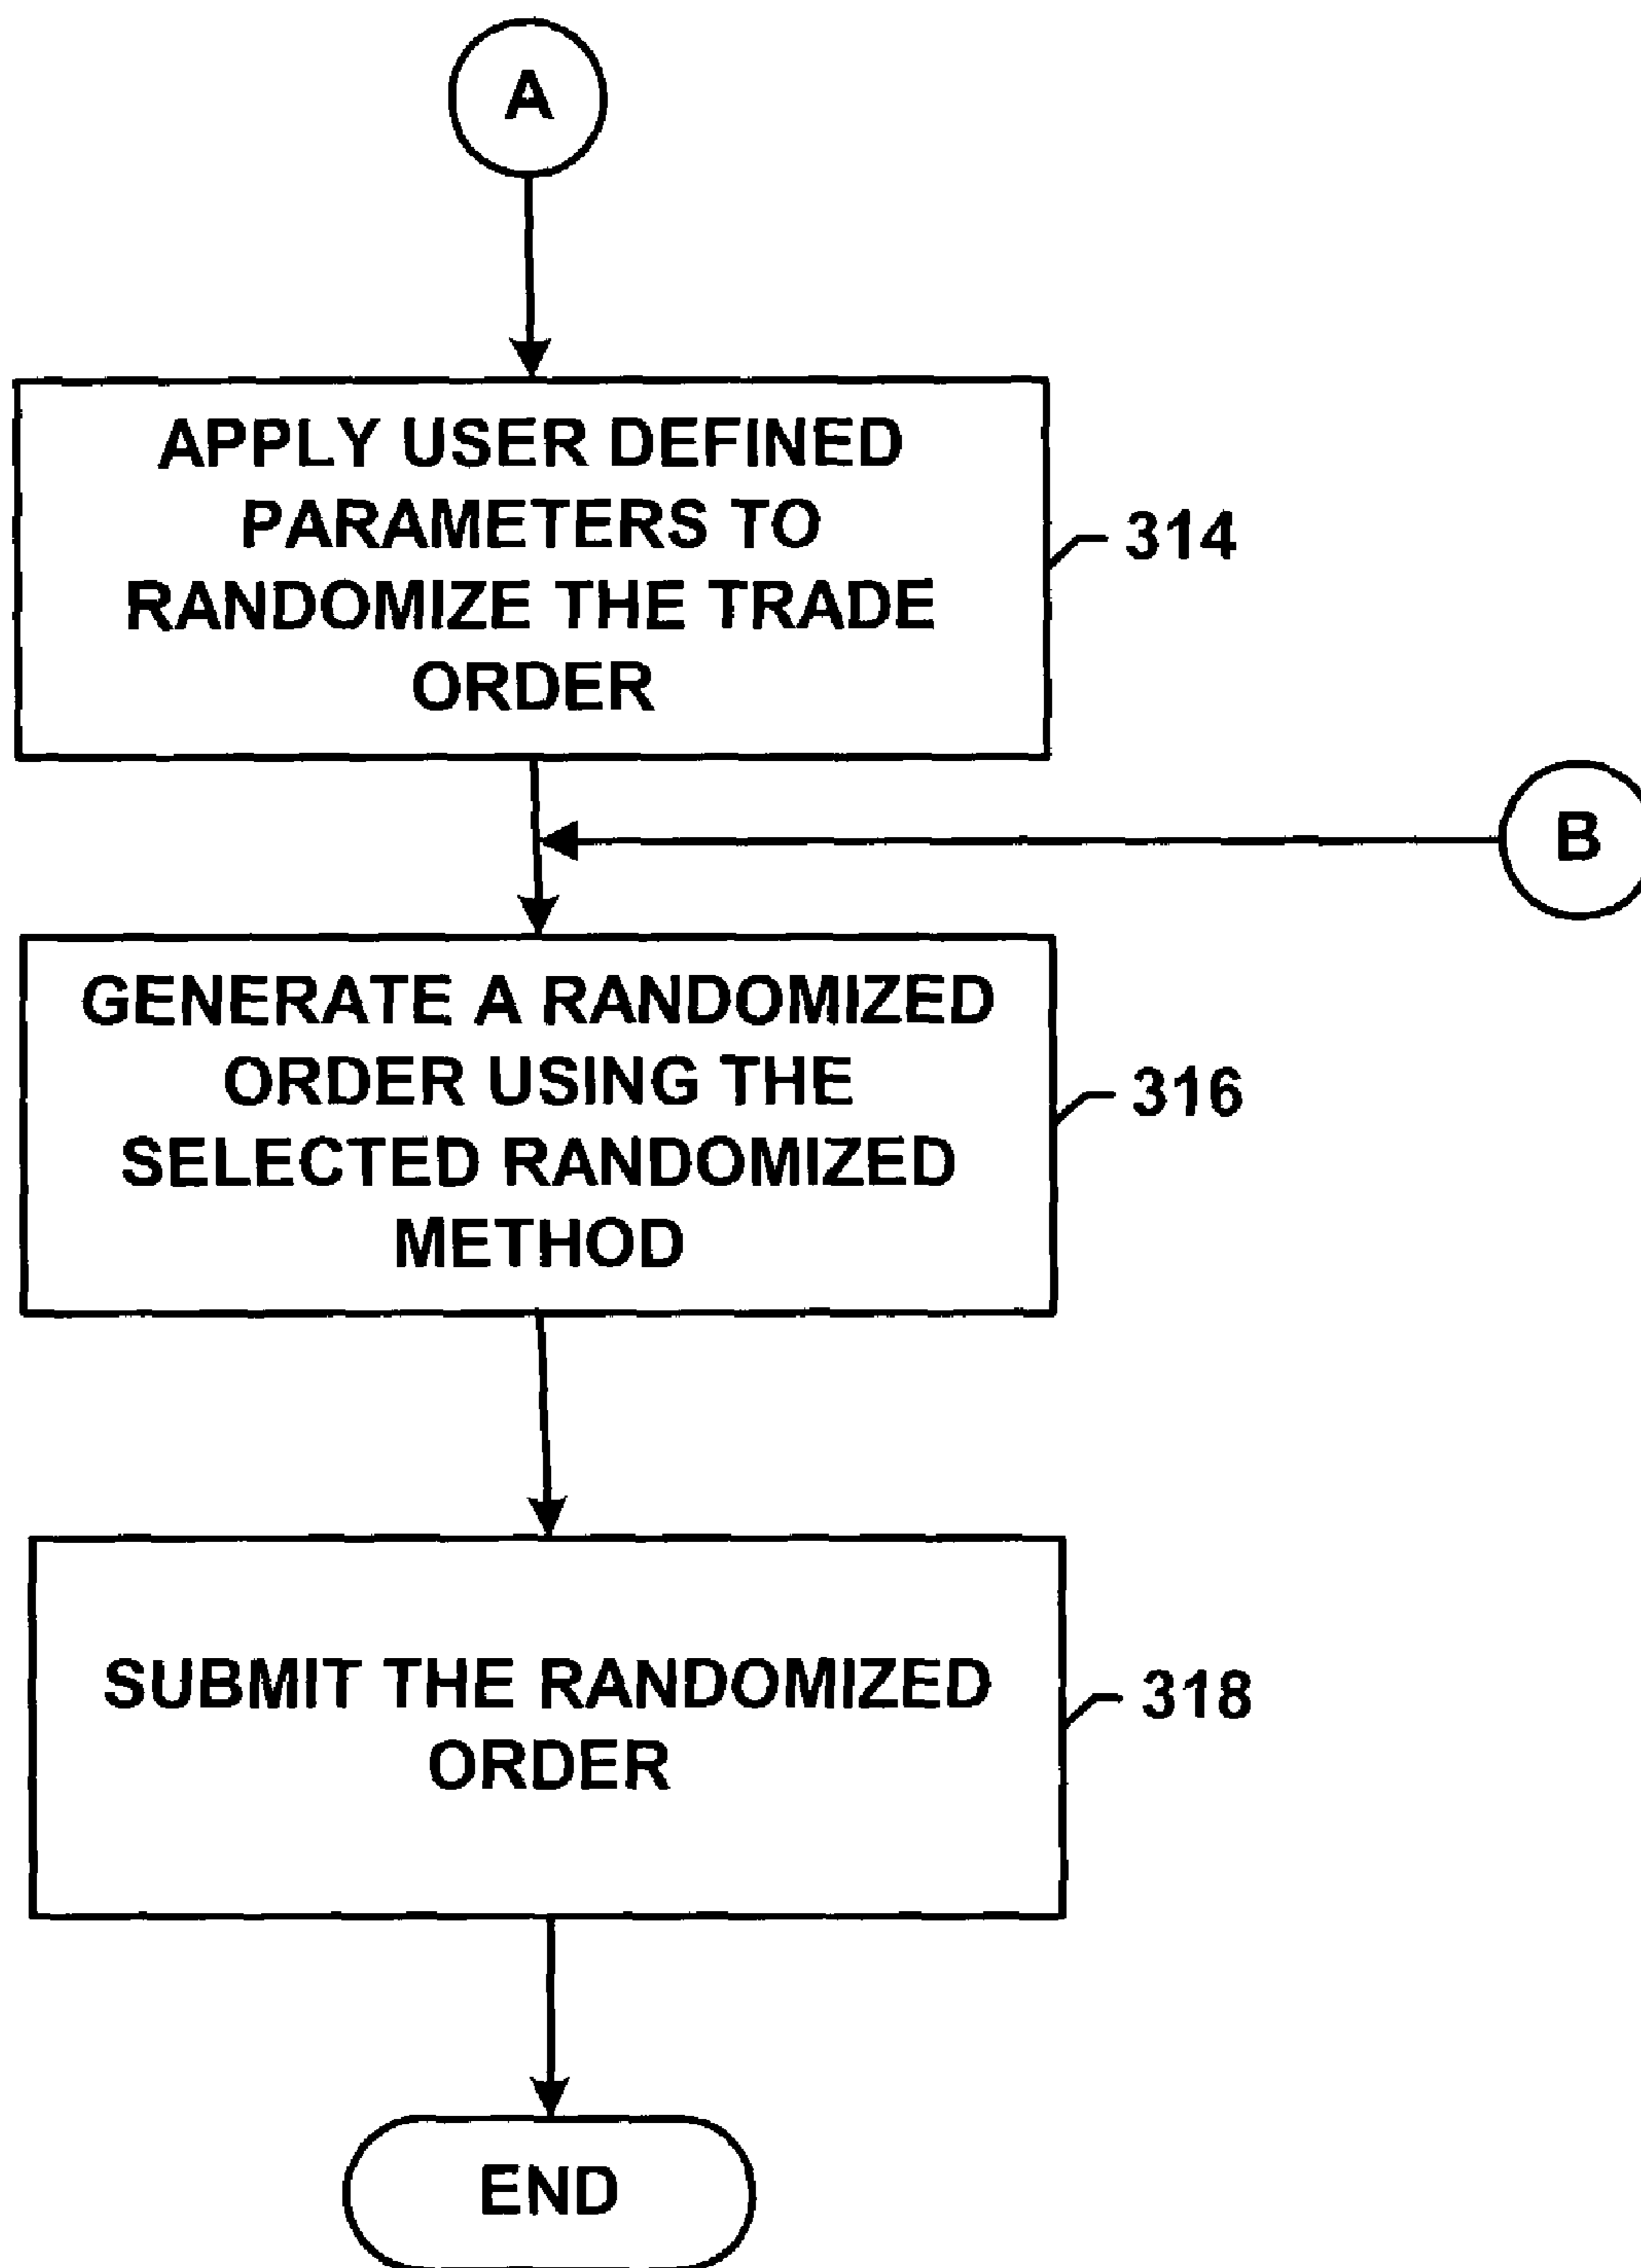 A
APPLY USER DEFINED
PARAMETERS TO
RANDOMIZE THE TRADE
ORDER
314
B
GENERATE A RANDOMIZED
ORDER USING THE
SELECTED RANDOMIZED
METHOD
316
SUBMIT THE RANDOMIZED
ORDER
318
END